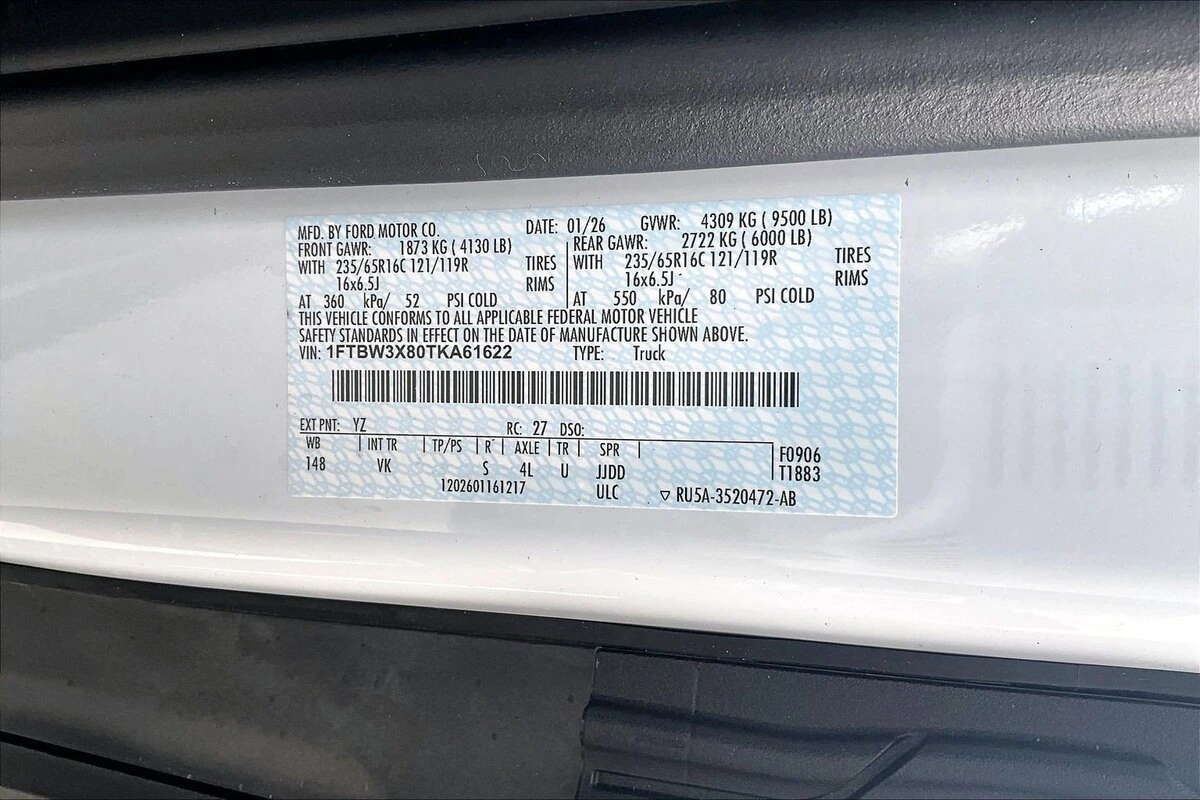 MFD. BY FORD MOTOR CO. DATE: 01/26 GVWR: 4309 KG ( 9500 LB)
FRONT GAWR: 1873 KG ( 4130 LB) REAR GAWR: 2722 KG ( 6000 LB)
WITH 235/65R16C 121/119R TIRES WITH 235/65R16C 121/119R TIRES
16x6.5J RIMS 16x6.5J RIMS
AT 360 kPa/ 52 PSI COLD AT 550 kPa/ 80 PSI COLD
THIS VEHICLE CONFORMS TO ALL APPLICABLE FEDERAL MOTOR VEHICLE
SAFETY STANDARDS IN EFFECT ON THE DATE OF MANUFACTURE SHOWN ABOVE.
VIN: 1FTBW3X80TKA61622 TYPE: Truck
EXT PNT: YZ RC: 27 DSO:
WB INT TR TP/PS R AXLE TR SPR F0906
148 VK S 4L U JJDD T1883
1202601161217 ULC ▽ RU5A-3520472-AB